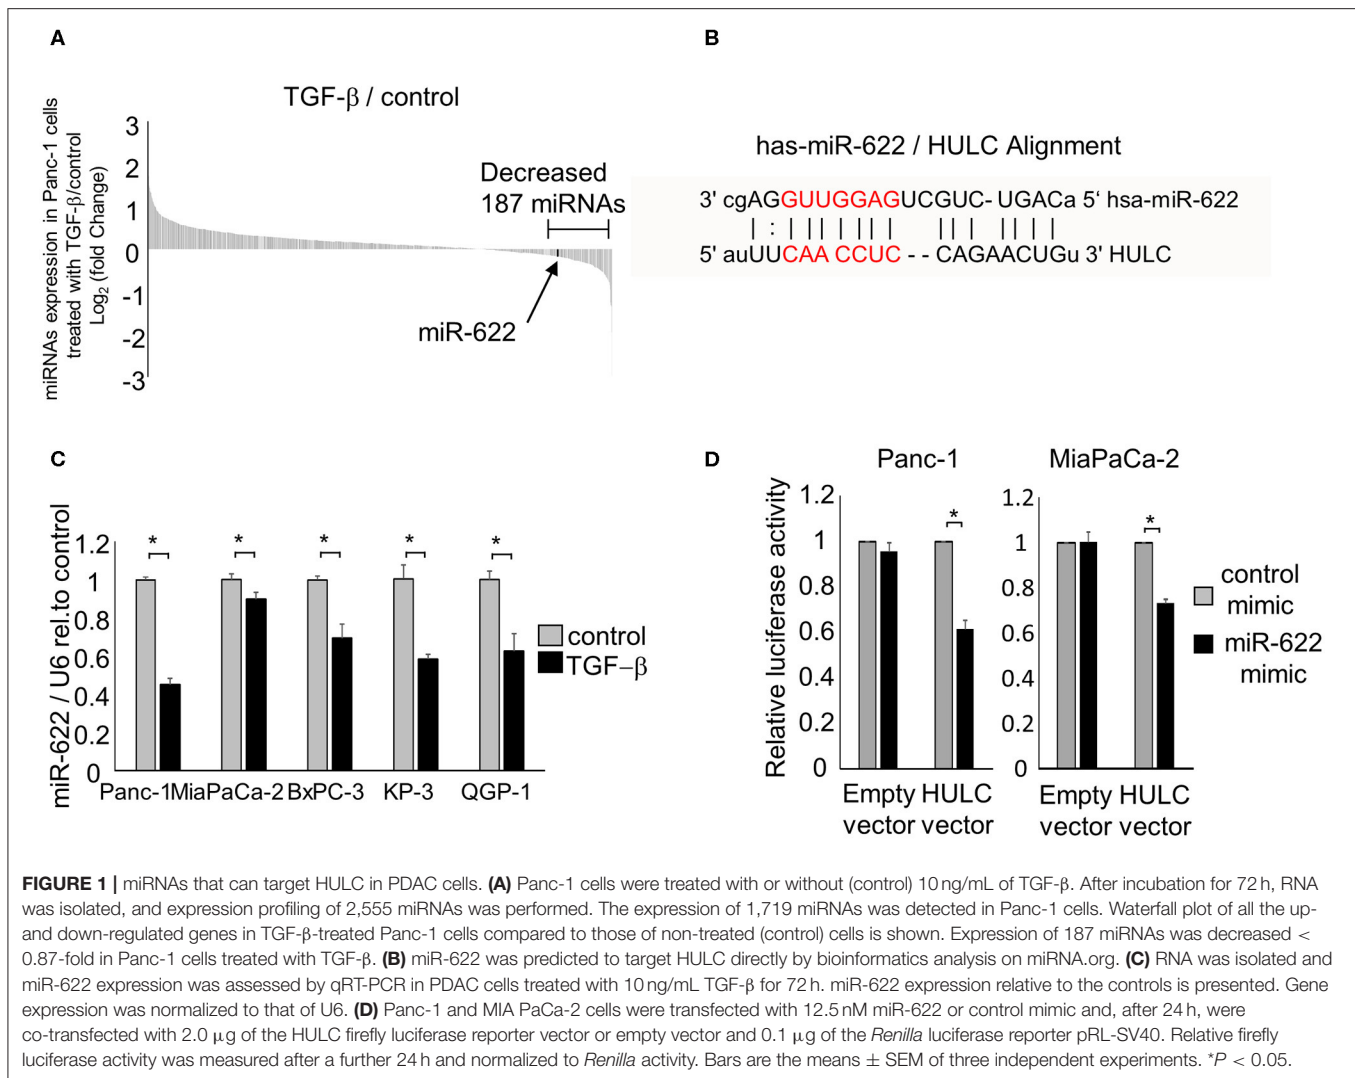 A
TGF-β / control
miRNAs expression in Panc-1 cells
treated with TGF-β/control
Log2 (fold Change)
3
2
1
0
-1
-2
-3
Decreased
187 miRNAs
miR-622
B
has-miR-622 / HULC Alignment
3' cgAGGUUGGAGUCGUC- UGACa 5' hsa-miR-622
| : | || | || | || | || | |
5' auUUCAA CCUC - - CAGAACUGu 3' HULC
C
miR-622 / U6 rel.to control
1.2
1
0.8
0.6
0.4
0.2
0
* * * * *
Panc-1 MiaPaCa-2 BxPC-3 KP-3 QGP-1
control
TGF−β
D
Panc-1
Relative luciferase activity
1.2
1
0.8
0.6
0.4
0.2
0
*
Empty HULC
vector vector
MiaPaCa-2
1.2
1
0.8
0.6
0.4
0.2
0
*
Empty HULC
vector vector
control
mimic
miR-622
mimic
FIGURE 1 | miRNAs that can target HULC in PDAC cells. (A) Panc-1 cells were treated with or without (control) 10 ng/mL of TGF-β. After incubation for 72 h, RNA
was isolated, and expression profiling of 2,555 miRNAs was performed. The expression of 1,719 miRNAs was detected in Panc-1 cells. Waterfall plot of all the up-
and down-regulated genes in TGF-β-treated Panc-1 cells compared to those of non-treated (control) cells is shown. Expression of 187 miRNAs was decreased <
0.87-fold in Panc-1 cells treated with TGF-β. (B) miR-622 was predicted to target HULC directly by bioinformatics analysis on miRNA.org. (C) RNA was isolated and
miR-622 expression was assessed by qRT-PCR in PDAC cells treated with 10 ng/mL TGF-β for 72 h. miR-622 expression relative to the controls is presented. Gene
expression was normalized to that of U6. (D) Panc-1 and MIA PaCa-2 cells were transfected with 12.5 nM miR-622 or control mimic and, after 24 h, were
co-transfected with 2.0 μg of the HULC firefly luciferase reporter vector or empty vector and 0.1 μg of the Renilla luciferase reporter pRL-SV40. Relative firefly
luciferase activity was measured after a further 24 h and normalized to Renilla activity. Bars are the means ± SEM of three independent experiments. *P < 0.05.